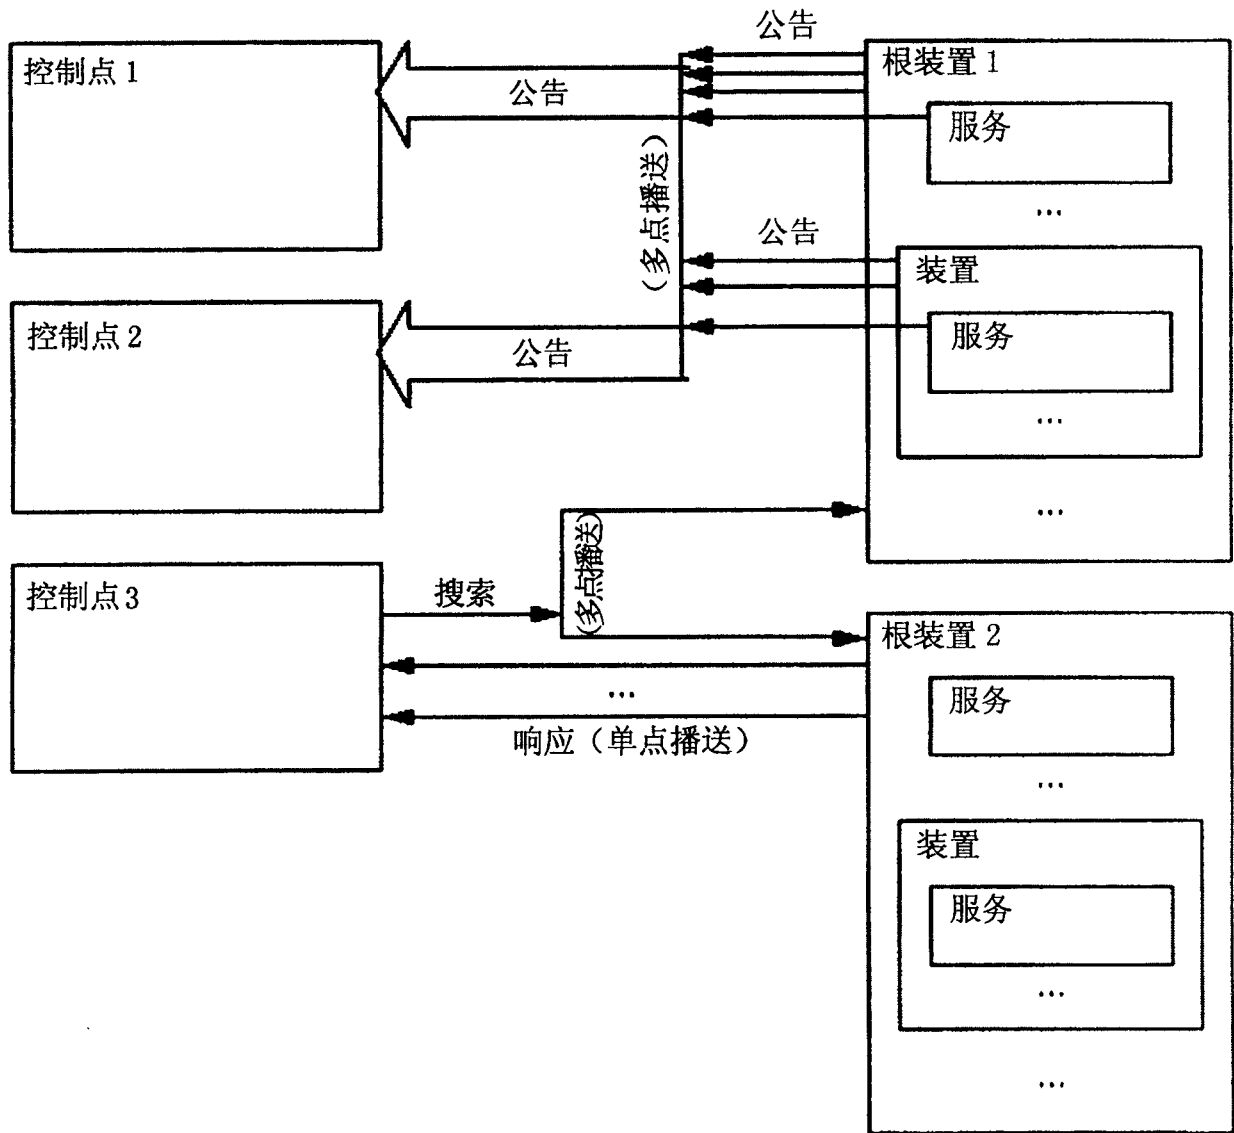 公告
控制点 1
公告
根装置 1
服务
...
(多点播送)
公告
装置
服务
...
控制点 2
公告
...
控制点 3
搜索
(多点播送)
...
响应（单点播送）
根装置 2
服务
...
装置
服务
...
...